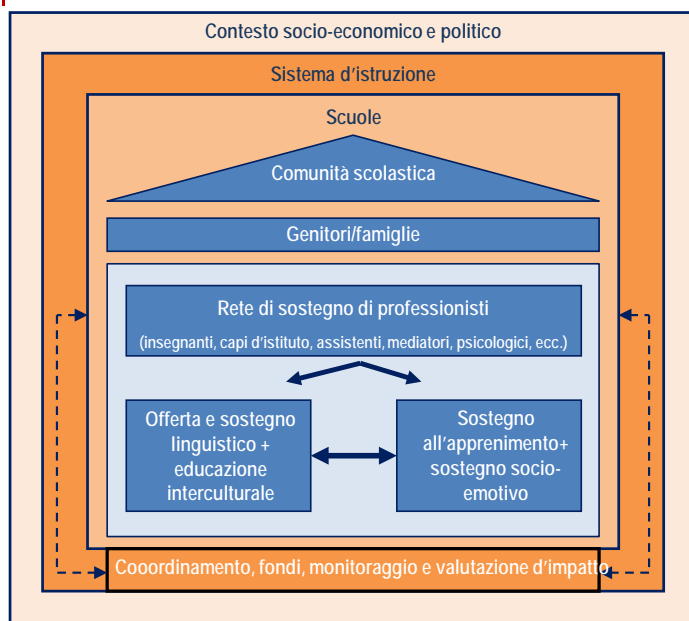 Contesto socio-economico e politico
Sistema d'istruzione
Scuole
Comunità scolastica
Genitori/famiglie
Rete di sostegno di professionisti
(insegnanti, capi d'istituto, assistenti, mediatori, psicologici, ecc.)
Offerta e sostegno
linguistico +
educazione
interculturale
Sostegno
all'apprenimento+
sostegno socio-
emotivo
Cooordinamento, fondi, monitoraggio e valutazione d'impatto